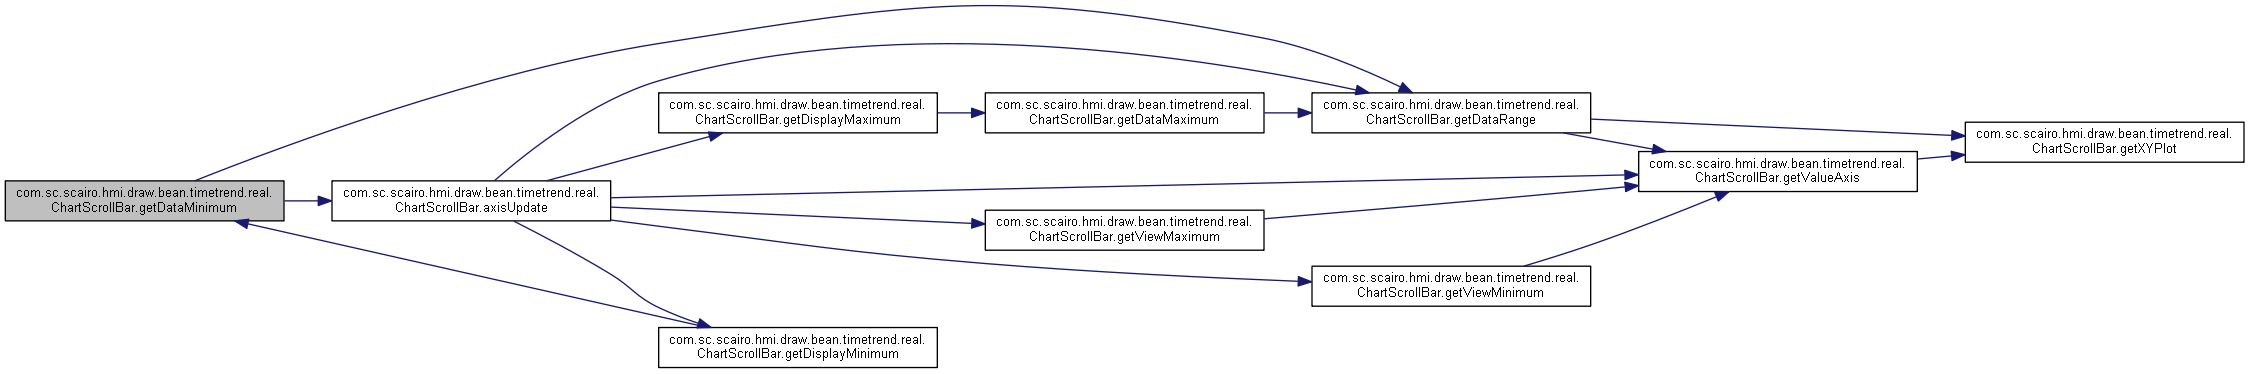 com.sc.scairo.hmi.draw.bean.timetrend.real.
ChartScrollBar.getDataMinimum
com.sc.scairo.hmi.draw.bean.timetrend.real.
ChartScrollBar.axisUpdate
com.sc.scairo.hmi.draw.bean.timetrend.real.
ChartScrollBar.getDisplayMaximum
com.sc.scairo.hmi.draw.bean.timetrend.real.
ChartScrollBar.getDisplayMinimum
com.sc.scairo.hmi.draw.bean.timetrend.real.
ChartScrollBar.getDataMaximum
com.sc.scairo.hmi.draw.bean.timetrend.real.
ChartScrollBar.getViewMaximum
com.sc.scairo.hmi.draw.bean.timetrend.real.
ChartScrollBar.getDataRange
com.sc.scairo.hmi.draw.bean.timetrend.real.
ChartScrollBar.getViewMinimum
com.sc.scairo.hmi.draw.bean.timetrend.real.
ChartScrollBar.getValueAxis
com.sc.scairo.hmi.draw.bean.timetrend.real.
ChartScrollBar.getXYPlot